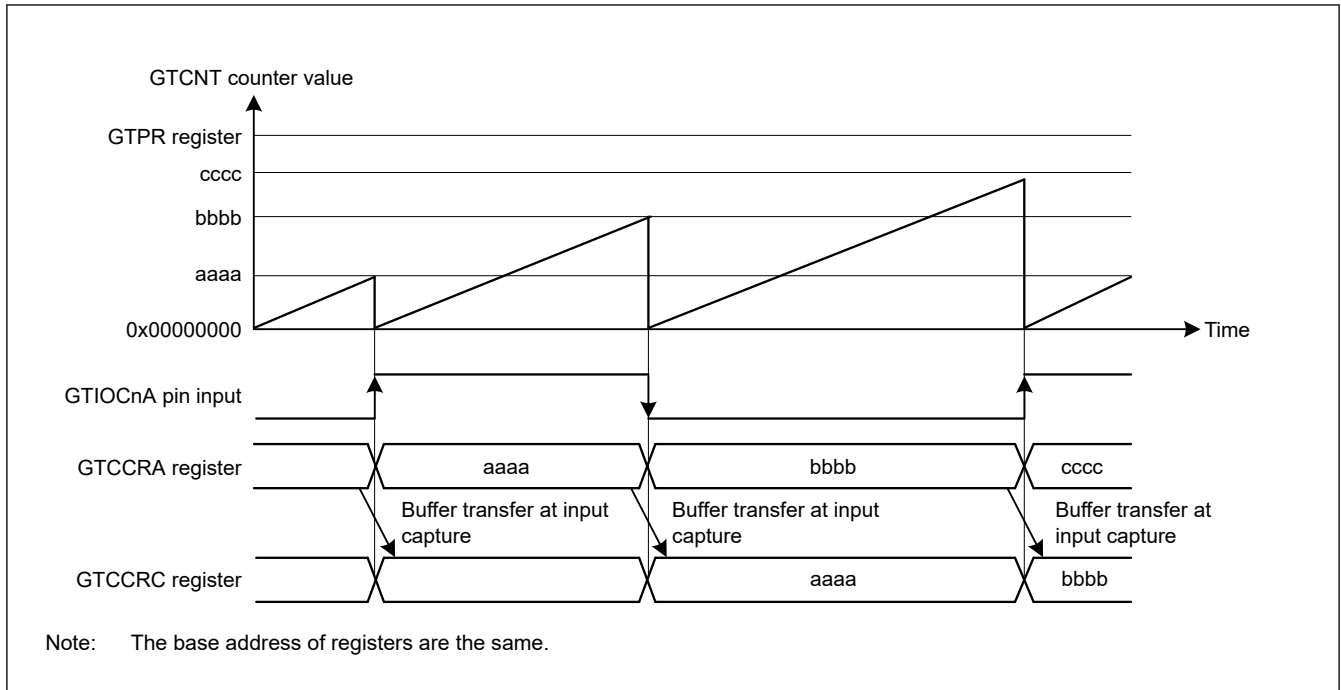 GTCNT counter value
GTPR register
cccc
bbbb
aaaa
0x00000000
Time
GTIOCnA pin input
GTCCRA register
aaaa
bbbb
cccc
Buffer transfer at input
capture
Buffer transfer at input
capture
Buffer transfer at
input capture
GTCCRC register
aaaa
bbbb
Note: The base address of registers are the same.